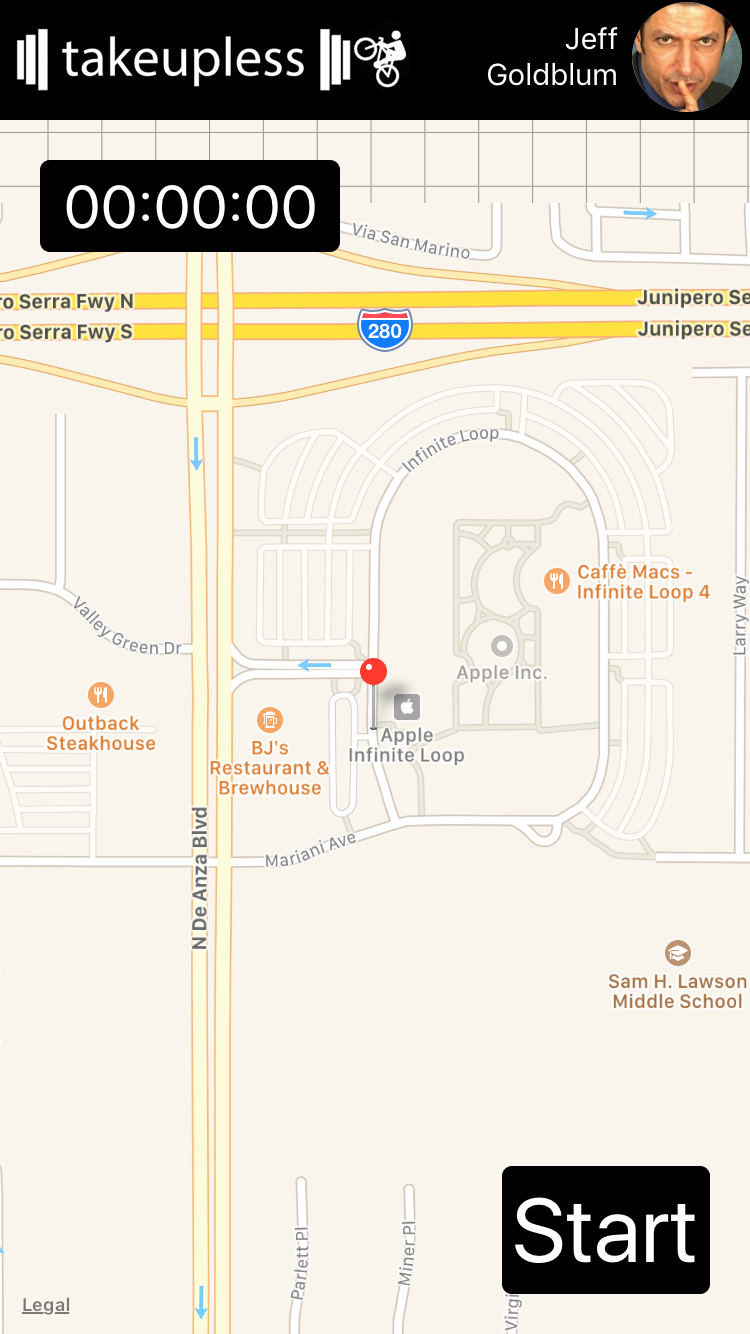 takeupless
Jeff
Goldblum
00:00:00
Via San Marino
ro Serra Fwy N
Junipero Se
ro Serra Fwy S
Junipero Se
280
Infinite Loop
Caffè Macs -
Infinite Loop 4
Larry Way
Valley Green Dr
Apple Inc.
Outback
Steakhouse
Apple
Infinite Loop
BJ's
Restaurant &
Brewhouse
N De Anza Blvd
Mariani Ave
Sam H. Lawson
Middle School
Start
Parlett Pl
Miner Pl
Virgi
Legal